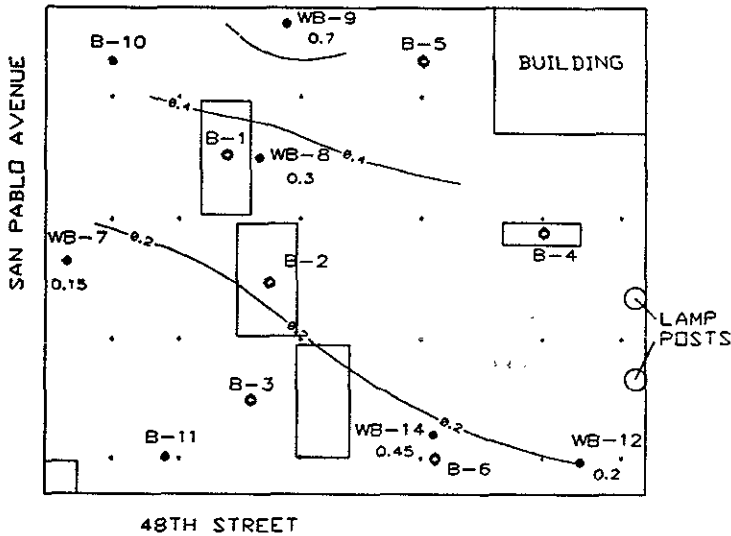 WB-9
0.7
B-10
B-5
BUILDING
SAN PABLO AVENUE
0.4
B-1
WB-8
0.3
0.4
WB-7
0.15
0.2
B-2
B-4
0.2
LAMP
POSTS
B-3
0.2
WB-14
0.45
B-6
B-11
WB-12
0.2
48TH STREET